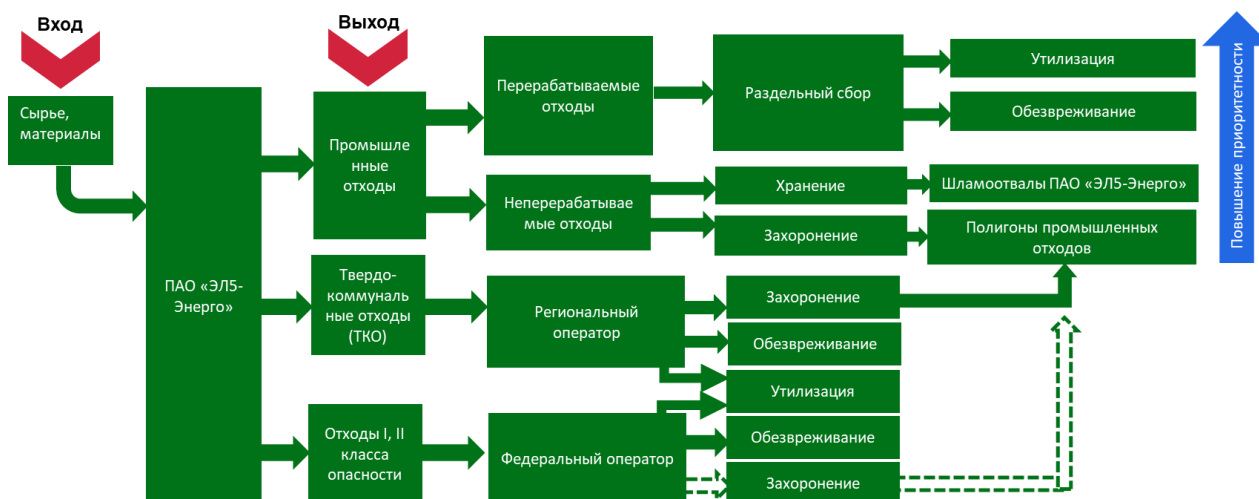 Вход
Выход
Сырье,
материалы
ПАО «ЭЛ5-
Энерго»
Промышле
нные
отходы
Перерабатываемые
отходы
Раздельный сбор
Утилизация
Обезвреживание
Неперерабатывае
мые отходы
Хранение
Шламоотвалы ПАО «ЭЛ5-Энерго»
Захоронение
Полигоны промышленных
отходов
Твердо-
коммуналь
ные отходы
(ТКО)
Региональный
оператор
Захоронение
Обезвреживание
Утилизация
Отходы I, II
класса
опасности
Федеральный оператор
Обезвреживание
Захоронение
Повышение приоритетности